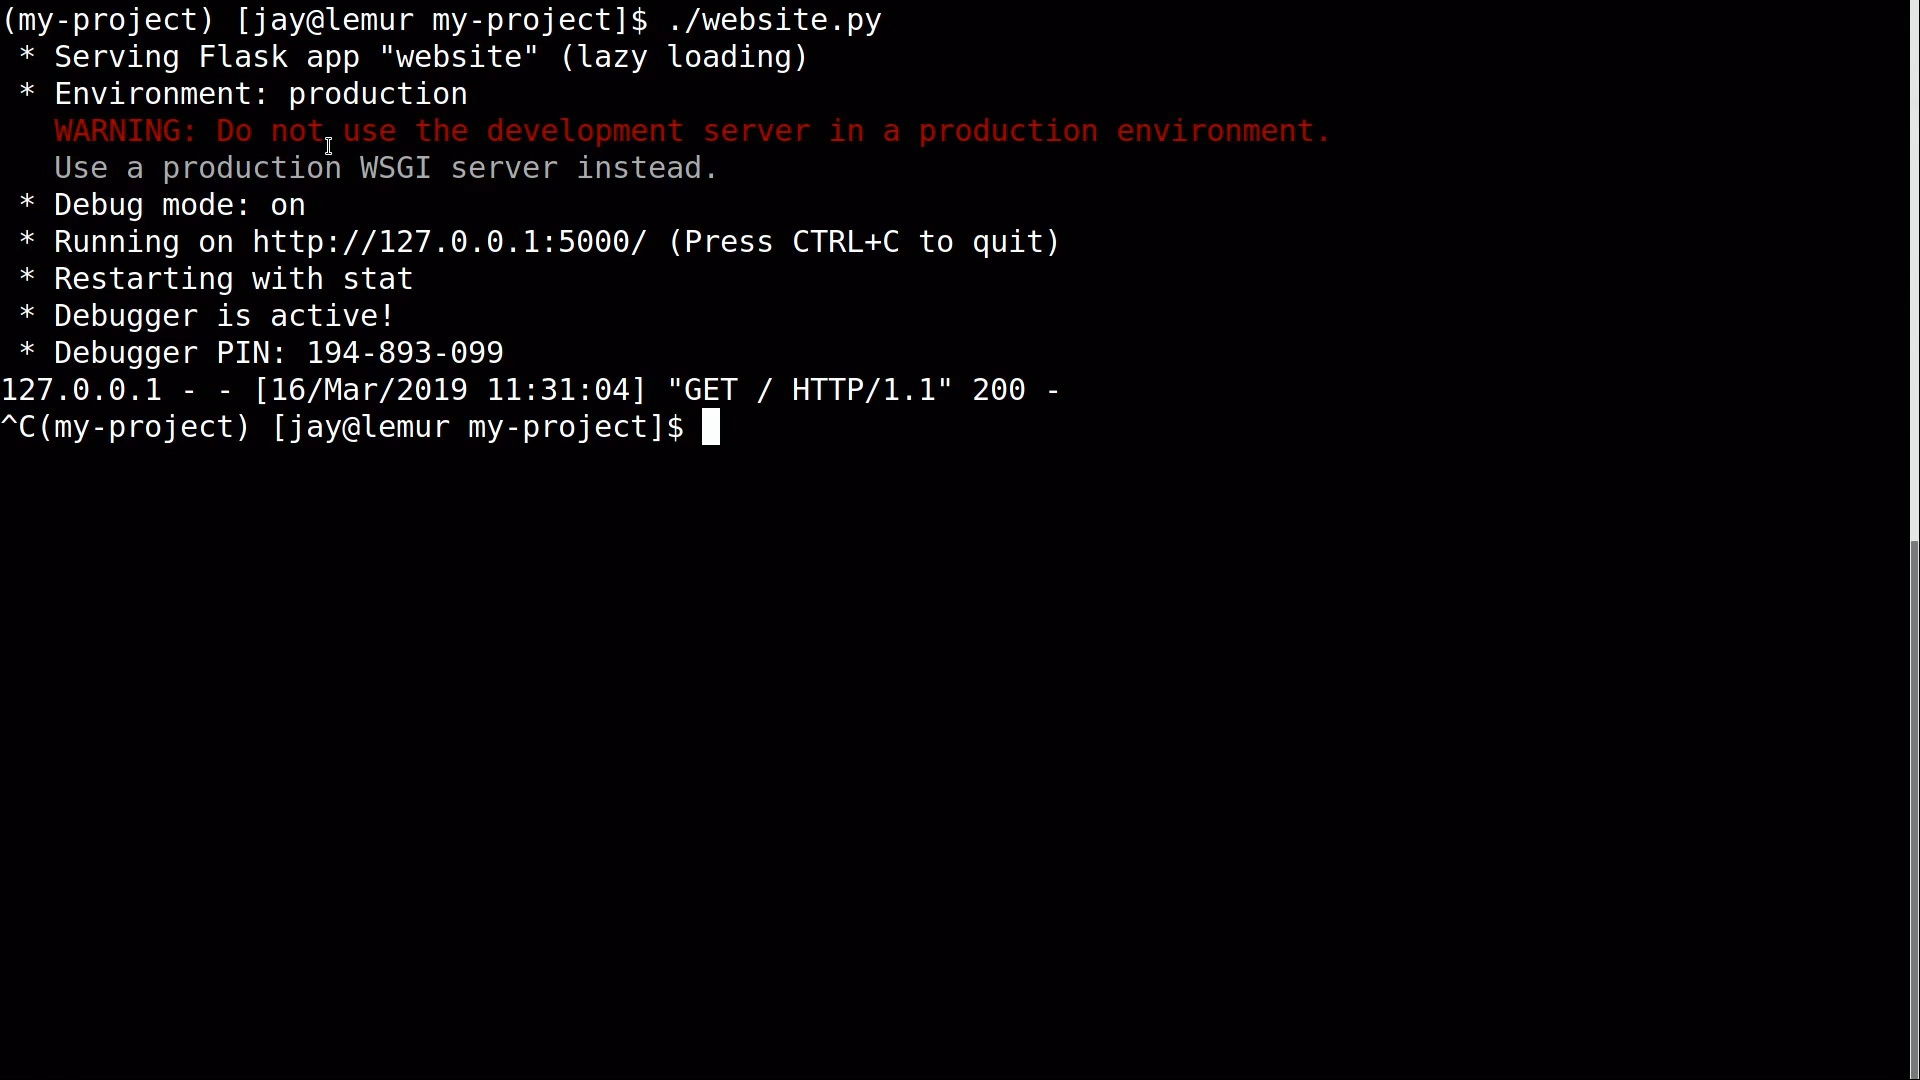 (my-project) [jay@lemur my-project]$ ./website.py
 * Serving Flask app "website" (lazy loading)
 * Environment: production
   WARNING: Do not use the development server in a production environment.
   Use a production WSGI server instead.
 * Debug mode: on
 * Running on http://127.0.0.1:5000/ (Press CTRL+C to quit)
 * Restarting with stat
 * Debugger is active!
 * Debugger PIN: 194-893-099
127.0.0.1 - - [16/Mar/2019 11:31:04] "GET / HTTP/1.1" 200 -
^C(my-project) [jay@lemur my-project]$